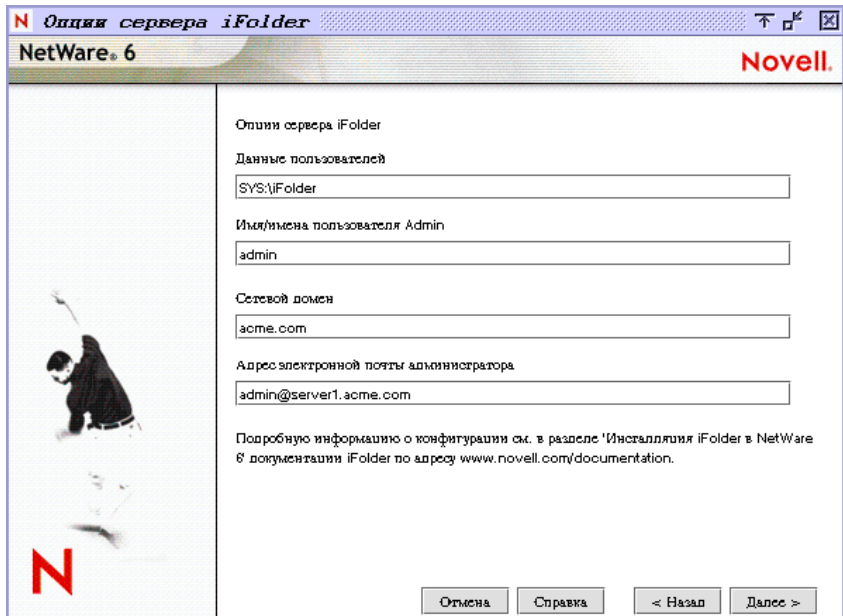 N Опции сервера iFolder
NetWare® 6
Novell®
Опции сервера iFolder
Данные пользователей
SYS:\iFolder
Имя/имена пользователя Admin
admin
Сетевой домен
acme.com
Адрес электронной почты администратора
admin@server1.acme.com
Подробную информацию о конфигурации см. в разделе 'Инсталляция iFolder в NetWare
6' документации iFolder по адресу www.novell.com/documentation.
N
Отмена Справка < Назад Далее >